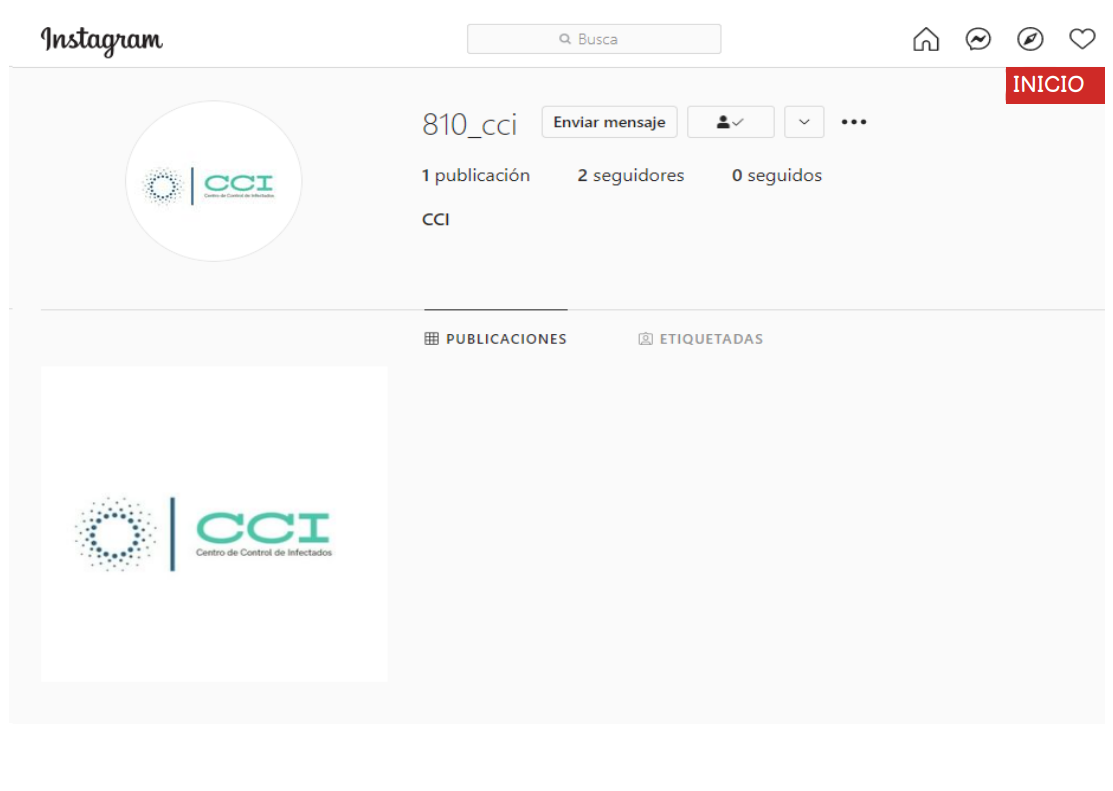 Instagram
Busca
INICIO
810_cci Enviar mensaje
1 publicación 2 seguidores 0 seguidos
CCI
CCI
Centro de Control de Infectados
PUBLICACIONES ETIQUETADAS
CCI
Centro de Control de Infectados